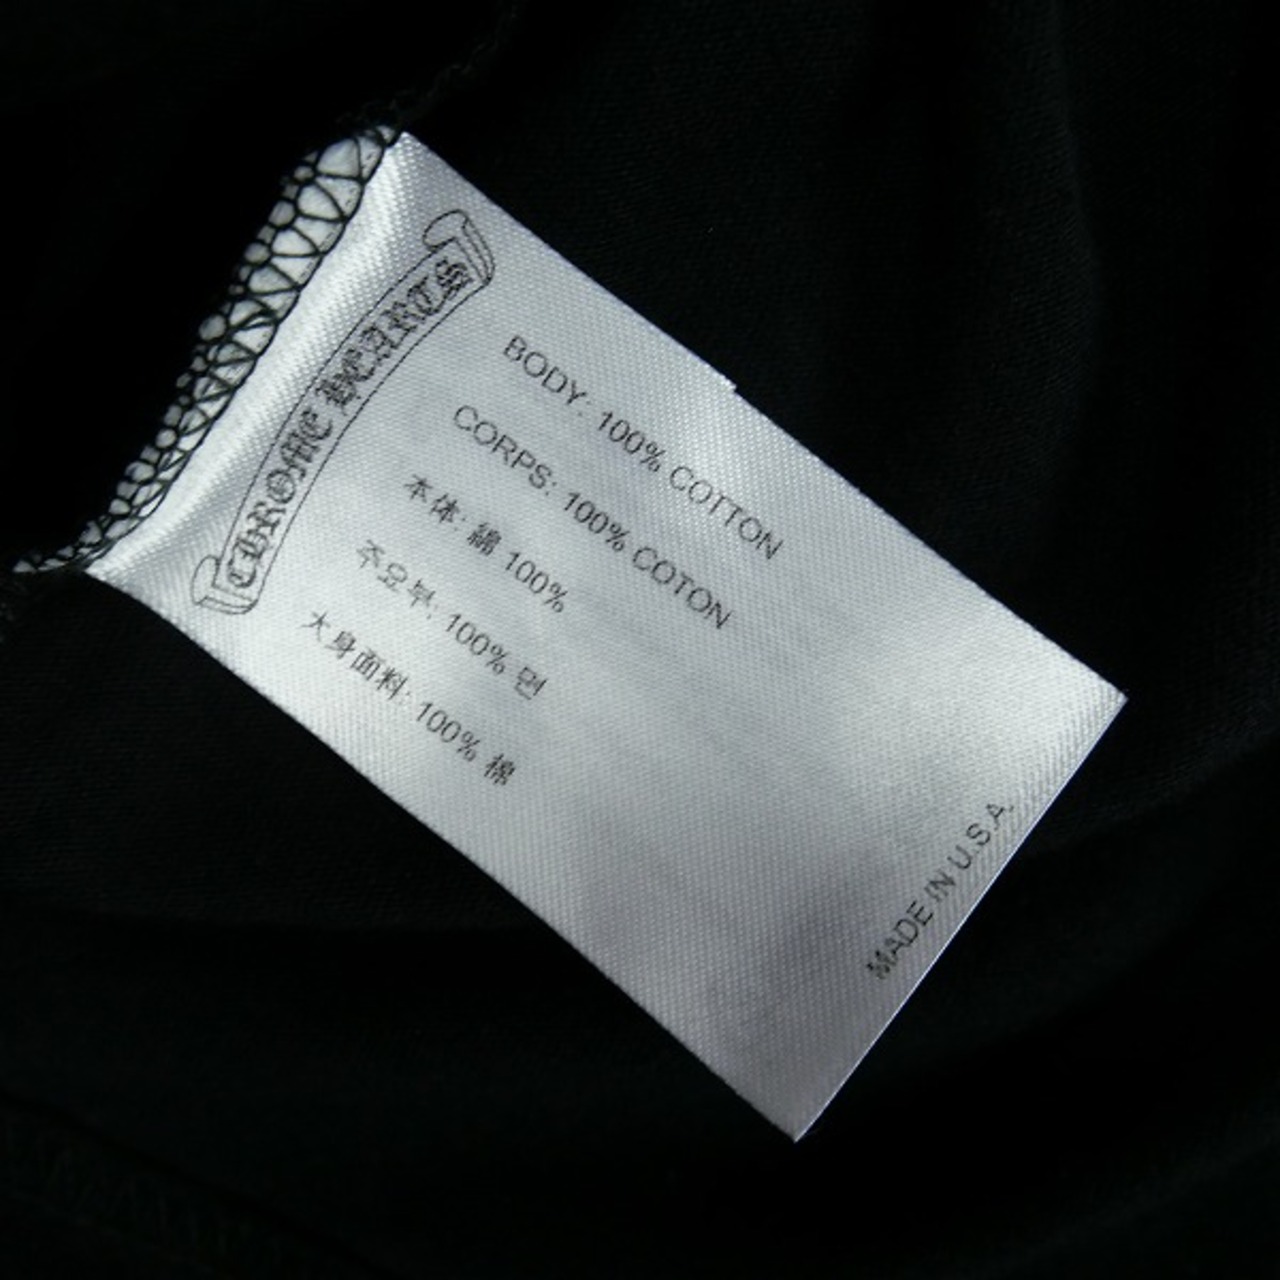 CHROME HEARTS
BODY: 100% COTTON
CORPS: 100% COTON
本体: 綿 100%
주요부: 100% 면
大身面料: 100% 棉
MADE IN U.S.A.